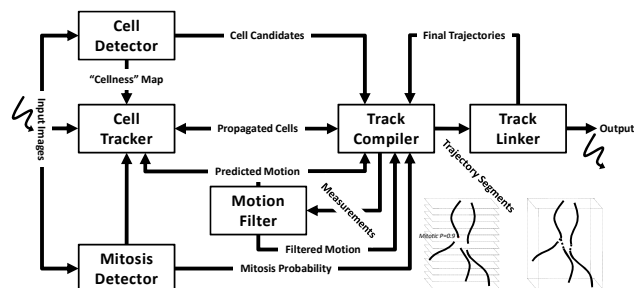 Cell
Detector
Cell Candidates
Final Trajectories
"Cellness" Map
Input Images
Cell
Tracker
Propagated Cells
Track
Compiler
Track
Linker
Output
Predicted Motion
Motion
Filter
Measurements
Trajectory Segments
Mitotic P=0.9
Filtered Motion
Mitosis
Detector
Mitosis Probability